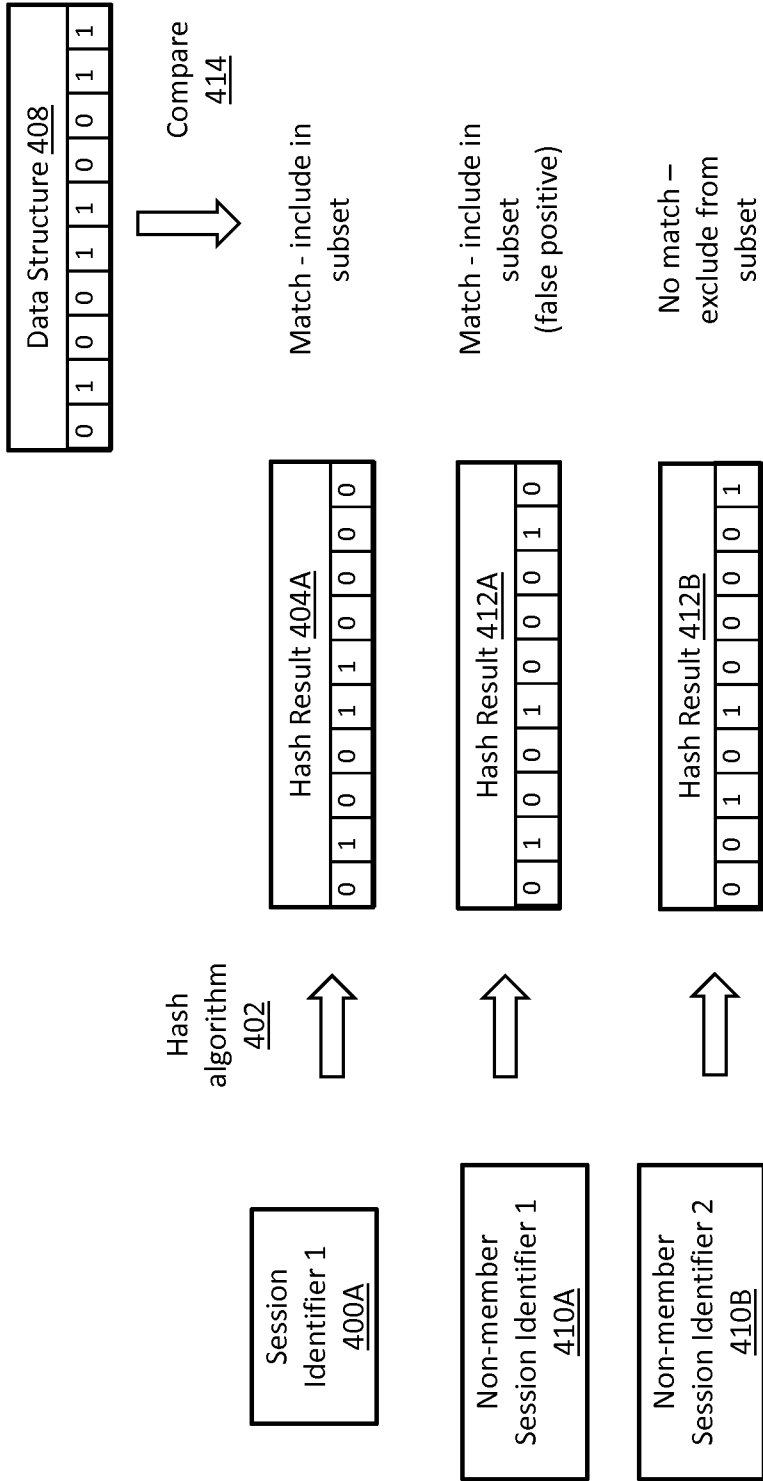 Data Structure 408
0 1 0 0 1 1 0 0 1 1
Hash
algorithm
402
Compare
414
Session
Identifier 1
400A
Hash Result 404A
0 1 0 0 1 1 0 0 0 0
Match - include in
subset
Non-member
Session Identifier 1
410A
Hash Result 412A
0 1 0 0 1 0 0 0 1 0
Match - include in
subset
(false positive)
Non-member
Session Identifier 2
410B
Hash Result 412B
0 0 1 0 1 0 0 0 0 1
No match –
exclude from
subset